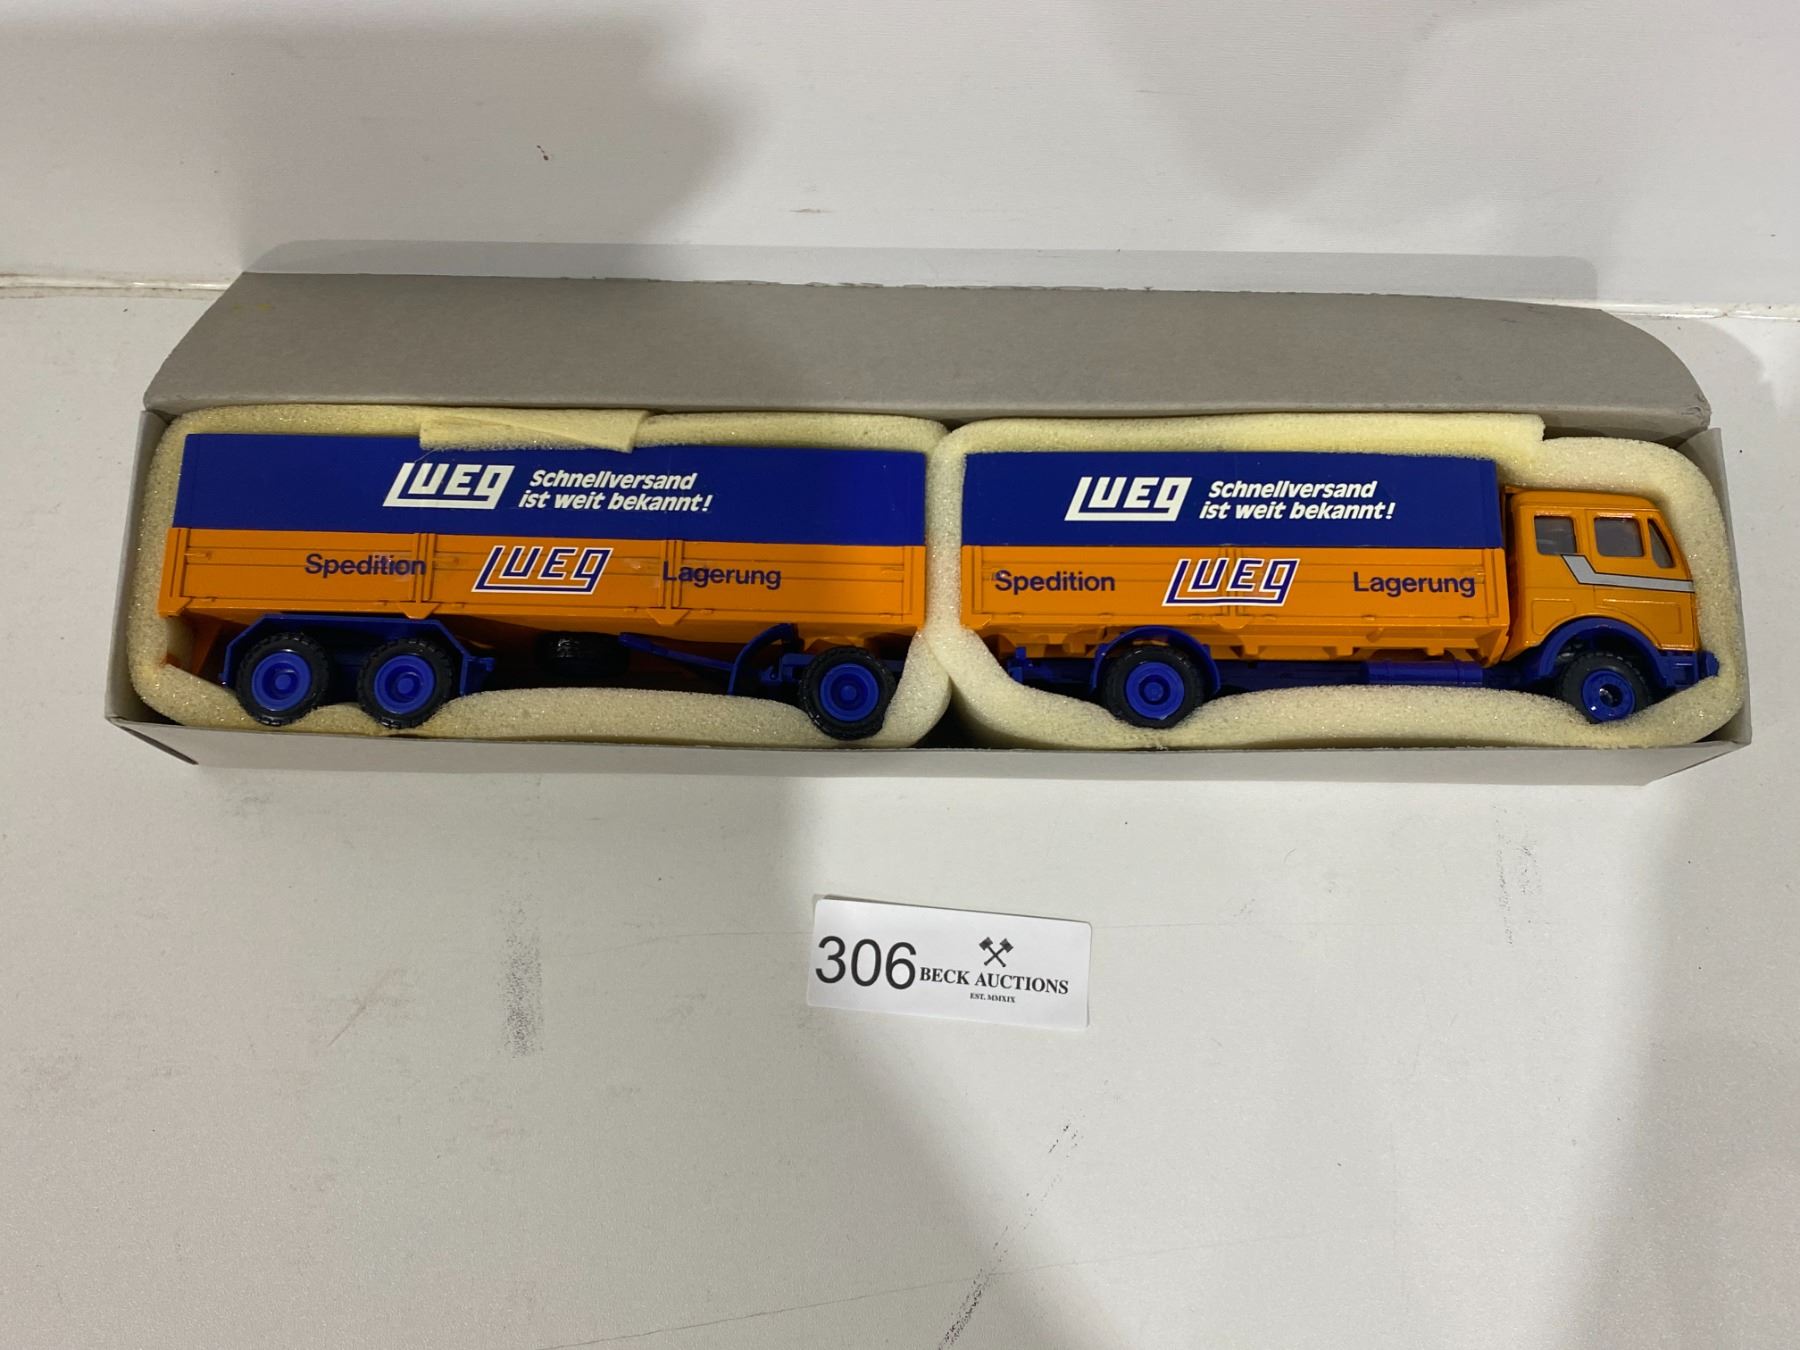 LUEg Schnellversand
ist weit bekannt!
Spedition LUEg Lagerung
LUEg Schnellversand
ist weit bekannt!
Spedition LUEg Lagerung
306
BECK AUCTIONS
EST. MMXIX